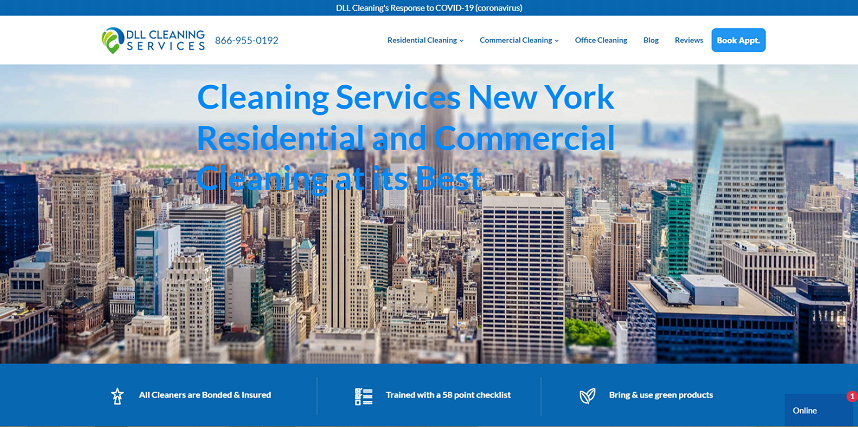 DLL Cleaning's Response to COVID-19 (coronavirus)
DLL CLEANING
SERVICES
866-955-0192
Residential Cleaning
Commercial Cleaning
Office Cleaning
Blog
Reviews
Book Appt.
Cleaning Services New York
Residential and Commercial
Cleaning at its Best
All Cleaners are Bonded & Insured
Trained with a 58 point checklist
Bring & use green products
1
Online